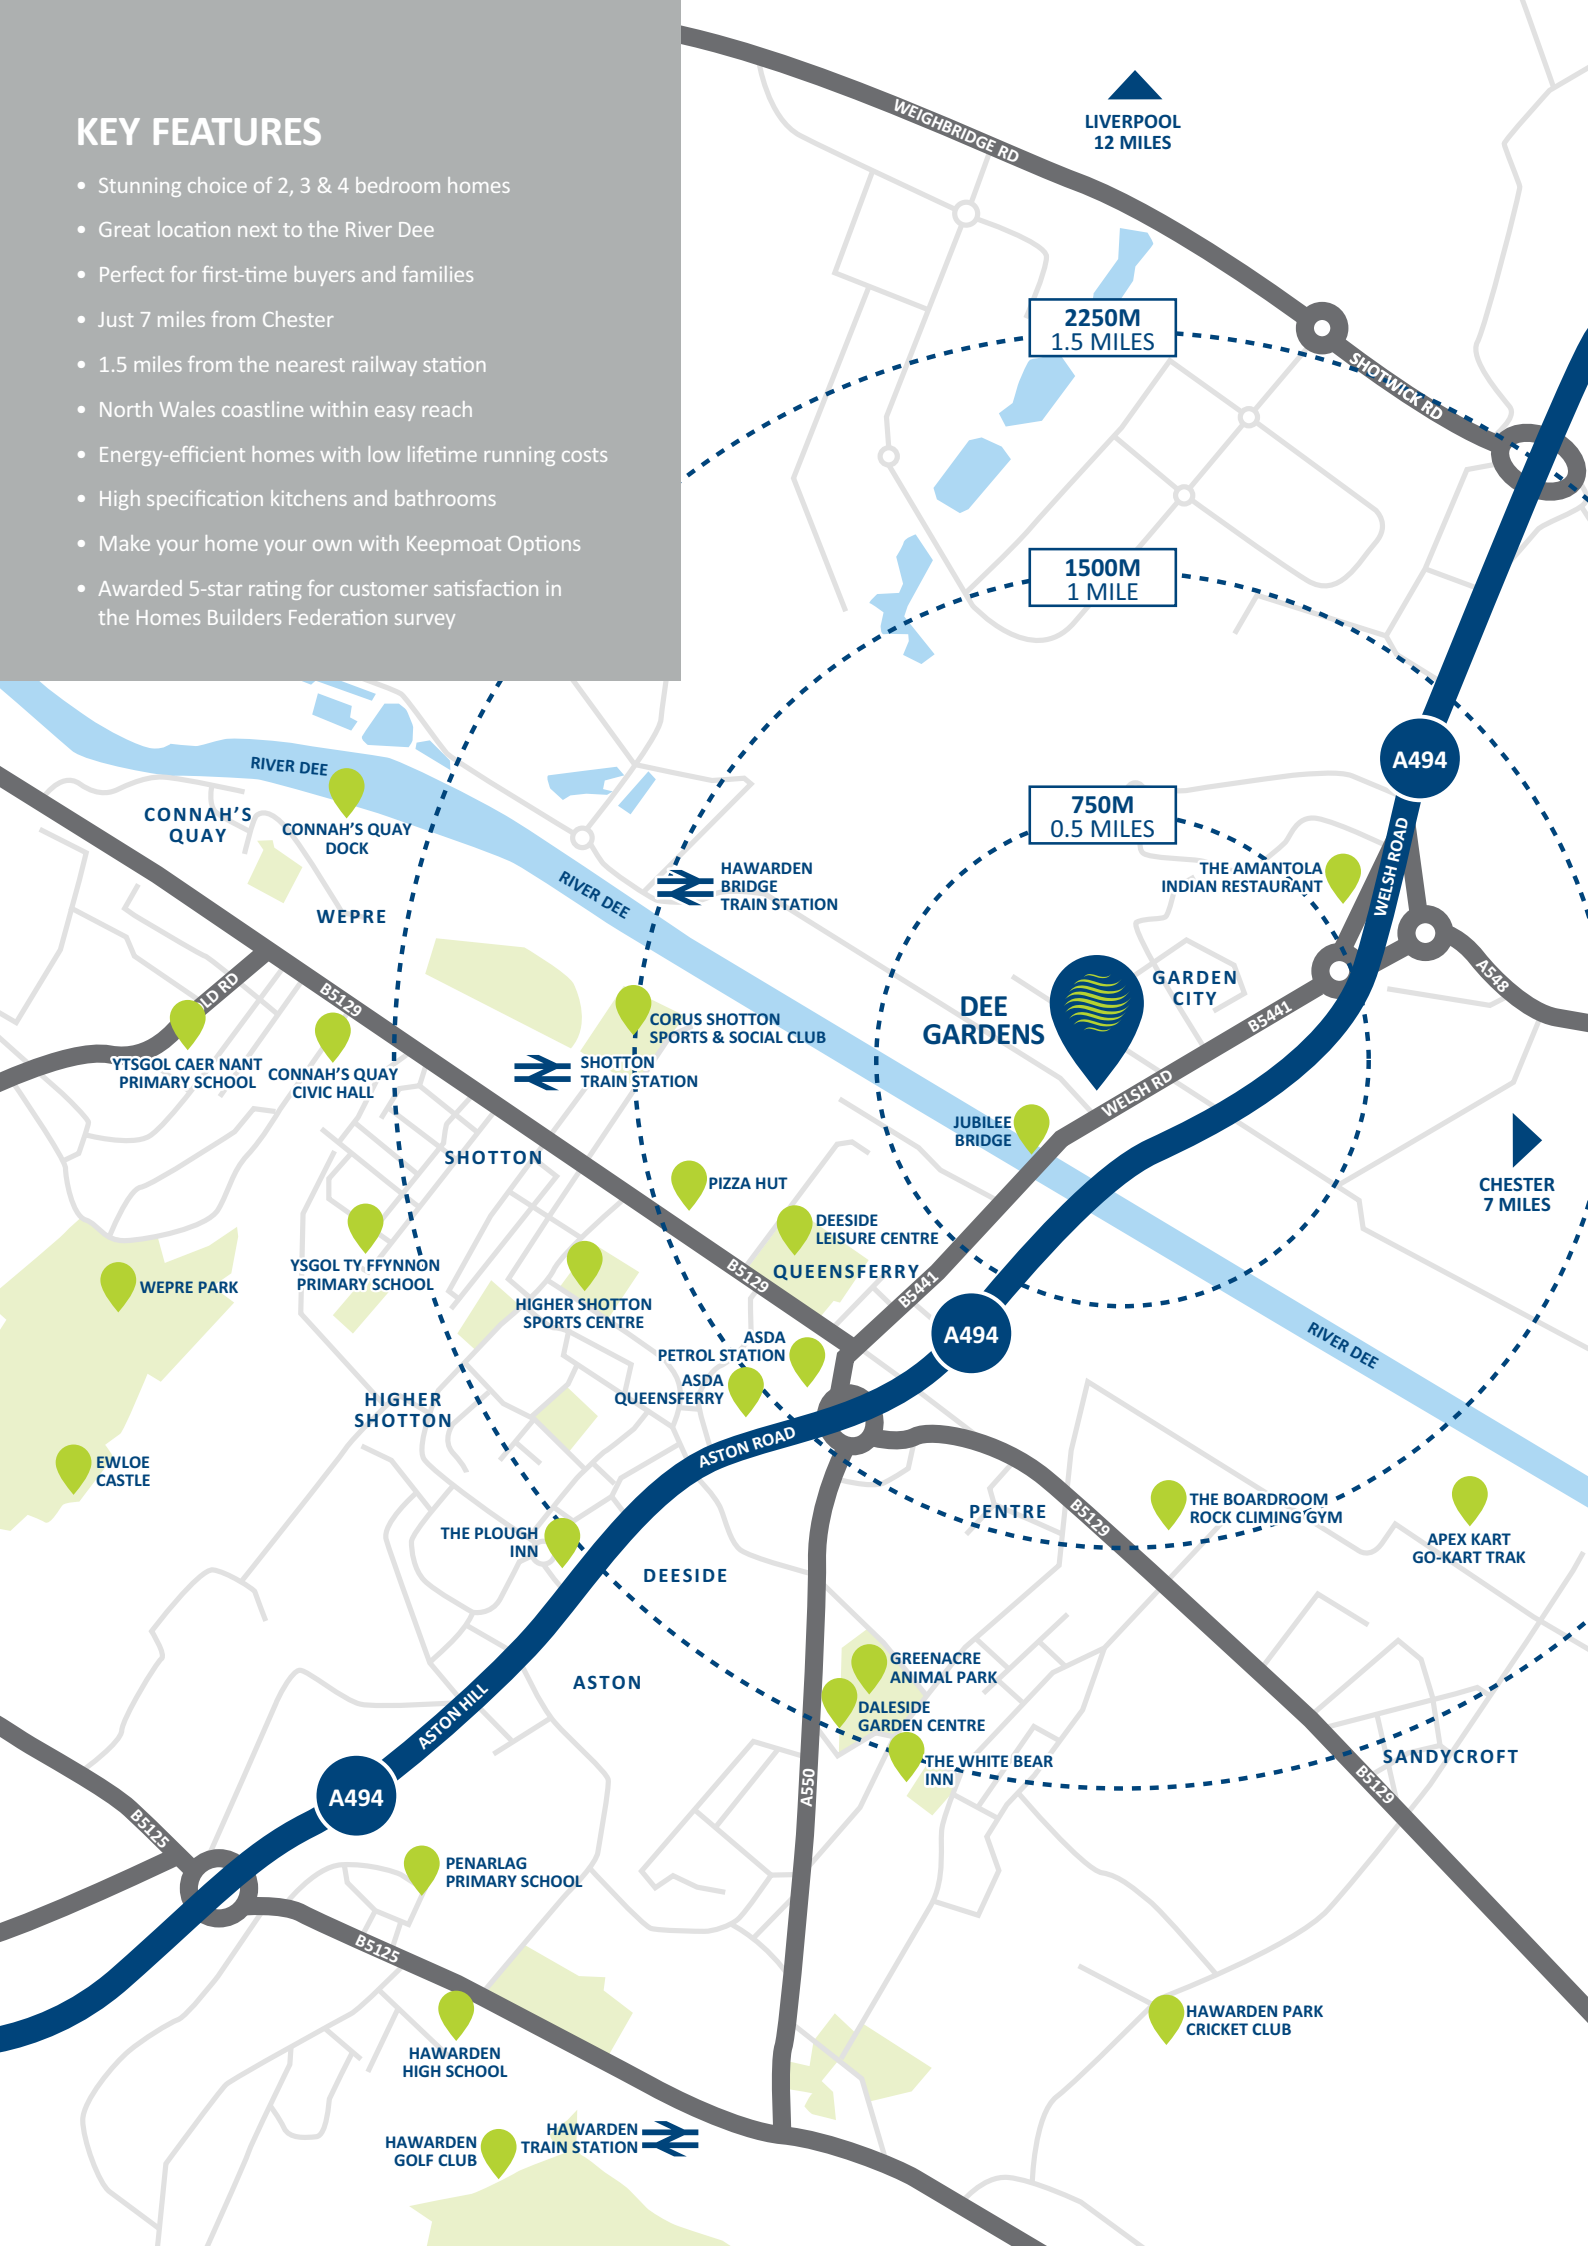 KEY FEATURES
• Stunning choice of 2, 3 & 4 bedroom homes
• Great location next to the River Dee
• Perfect for first-time buyers and families
• Just 7 miles from Chester
• 1.5 miles from the nearest railway station
• North Wales coastline within easy reach
• Energy-efficient homes with low lifetime running costs
• High specification kitchens and bathrooms
• Make your home your own with Keepmoat Options
• Awarded 5-star rating for customer satisfaction in
the Homes Builders Federation survey
WEIGHBRIDGE RD
LIVERPOOL
12 MILES
2250M
1.5 MILES
SHOTWICK RD
1500M
1 MILE
A494
750M
0.5 MILES
RIVER DEE
CONNAH'S
QUAY
CONNAH'S QUAY
DOCK
WELSH ROAD
THE AMANTOLA
INDIAN RESTAURANT
HAWARDEN
BRIDGE
TRAIN STATION
RIVER DEE
WEPRE
A548
GARDEN
CITY
DEE
GARDENS
B5441
LD RD
B5129
CORUS SHOTTON
SPORTS & SOCIAL CLUB
YTSGOL CAER NANT
PRIMARY SCHOOL
CONNAH'S QUAY
CIVIC HALL
SHOTTON
TRAIN STATION
WELSH RD
JUBILEE
BRIDGE
SHOTTON
PIZZA HUT
CHESTER
7 MILES
DEESIDE
LEISURE CENTRE
YSGOL TY FFYNNON
PRIMARY SCHOOL
WEPRE PARK
B5129
QUEENSFERRY
B5441
HIGHER SHOTTON
SPORTS CENTRE
A494
RIVER DEE
ASDA
PETROL STATION
ASDA
QUEENSFERRY
HIGHER
SHOTTON
ASTON ROAD
EWLOE
CASTLE
PENTRE
B5129
THE BOARDROOM
ROCK CLIMING GYM
APEX KART
GO-KART TRAK
THE PLOUGH
INN
DEESIDE
GREENACRE
ANIMAL PARK
ASTON
ASTON HILL
DALESIDE
GARDEN CENTRE
THE WHITE BEAR
INN
SANDYCROFT
A550
B5129
A494
B5125
PENARLAG
PRIMARY SCHOOL
B5125
HAWARDEN PARK
CRICKET CLUB
HAWARDEN
HIGH SCHOOL
HAWARDEN
TRAIN STATION
HAWARDEN
GOLF CLUB